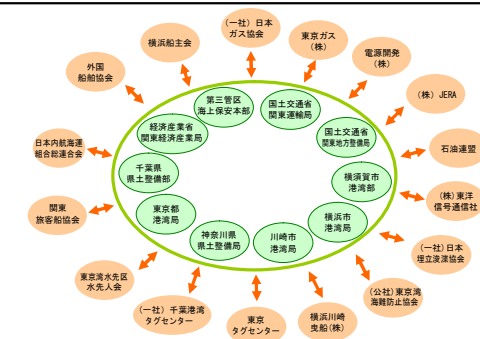 （一社）日本
ガス協会
東京ガス
（株）
電源開発
（株）
（株）JERA
石油連盟
（株）東洋
信号通信社
（一社）日本
埋立浚渫協会
（公社）東京湾
海難防止協会
横浜川崎
曳船（株）
東京
タグセンター
（一社）千葉港湾
タグセンター
東京湾水先区
水先人会
関東
旅客船協会
日本内航海運
組合総連合会
外国
船舶協会
横浜船主会
第三管区
海上保安本部
国土交通省
関東運輸局
国土交通省
関東地方整備局
横須賀市
港湾部
横浜市
港湾局
川崎市
港湾局
神奈川県
県土整備局
東京都
港湾局
千葉県
県土整備部
経済産業省
関東経済産業局